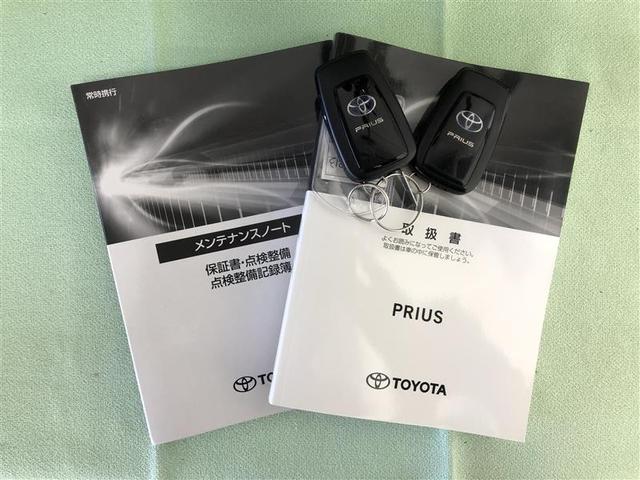 常時携行
メンテナンスノート
保証書・点検整備
点検整備記録簿
TO
PRIUS
PRIUS
取扱書
よくお読みになってご使用ください。
取扱書は車の中に保管しましょう。
PRIUS
TOYOTA